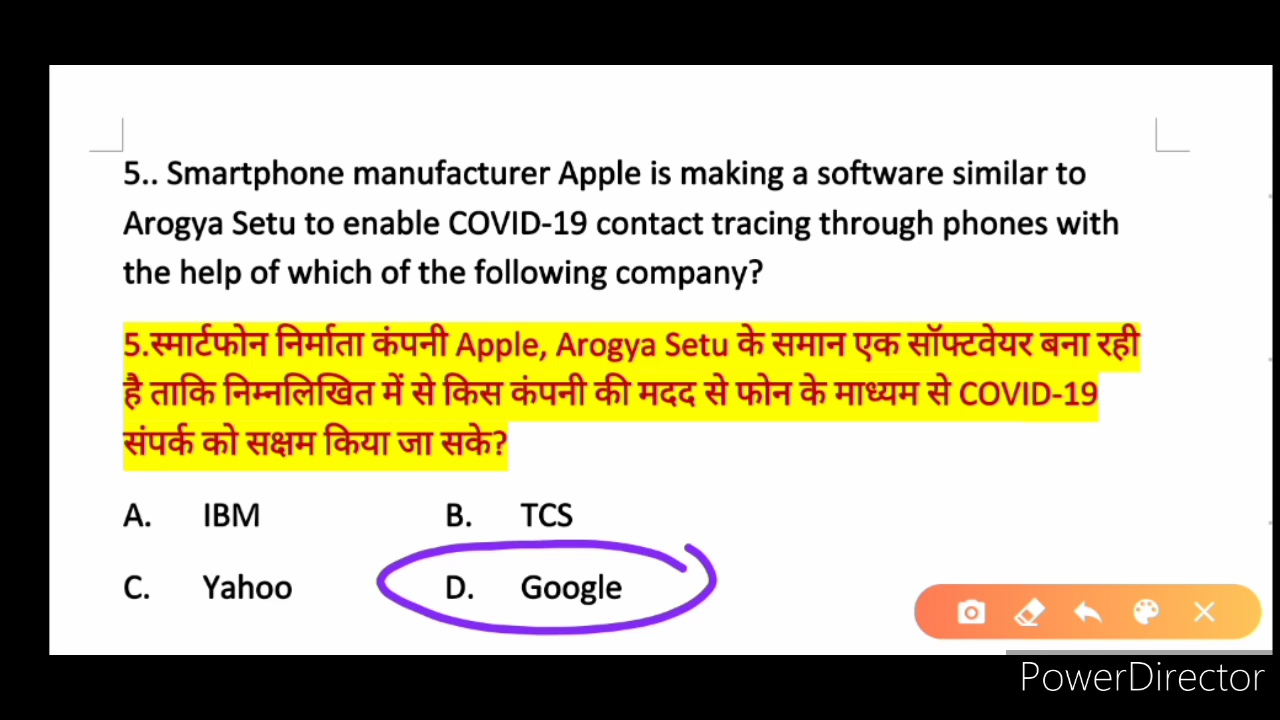 5.. Smartphone manufacturer Apple is making a software similar to
Arogya Setu to enable COVID-19 contact tracing through phones with
the help of which of the following company?
5.स्मार्टफोन निर्माता कंपनी Apple, Arogya Setu के समान एक सॉफ्टवेयर बना रही
है ताकि निम्नलिखित में से किस कंपनी की मदद से फोन के माध्यम से COVID-19
संपर्क को सक्षम किया जा सके?
A. IBM B. TCS
C. Yahoo D. Google
PowerDirector